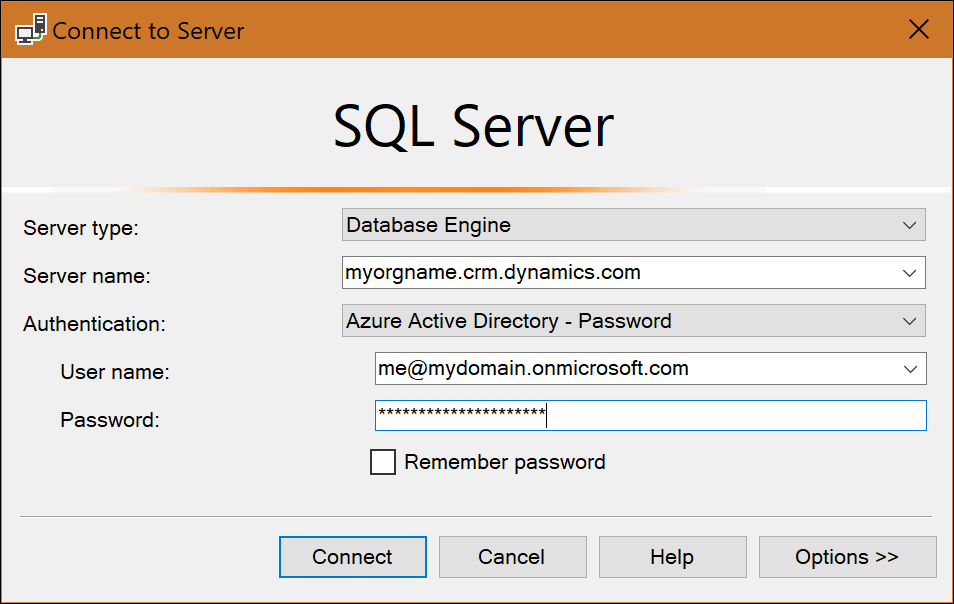 Connect to Server
SQL Server
Server type: Database Engine
Server name: myorgname.crm.dynamics.com
Authentication: Azure Active Directory - Password
User name: me@mydomain.onmicrosoft.com
Password: *********************
Remember password
Connect Cancel Help Options >>